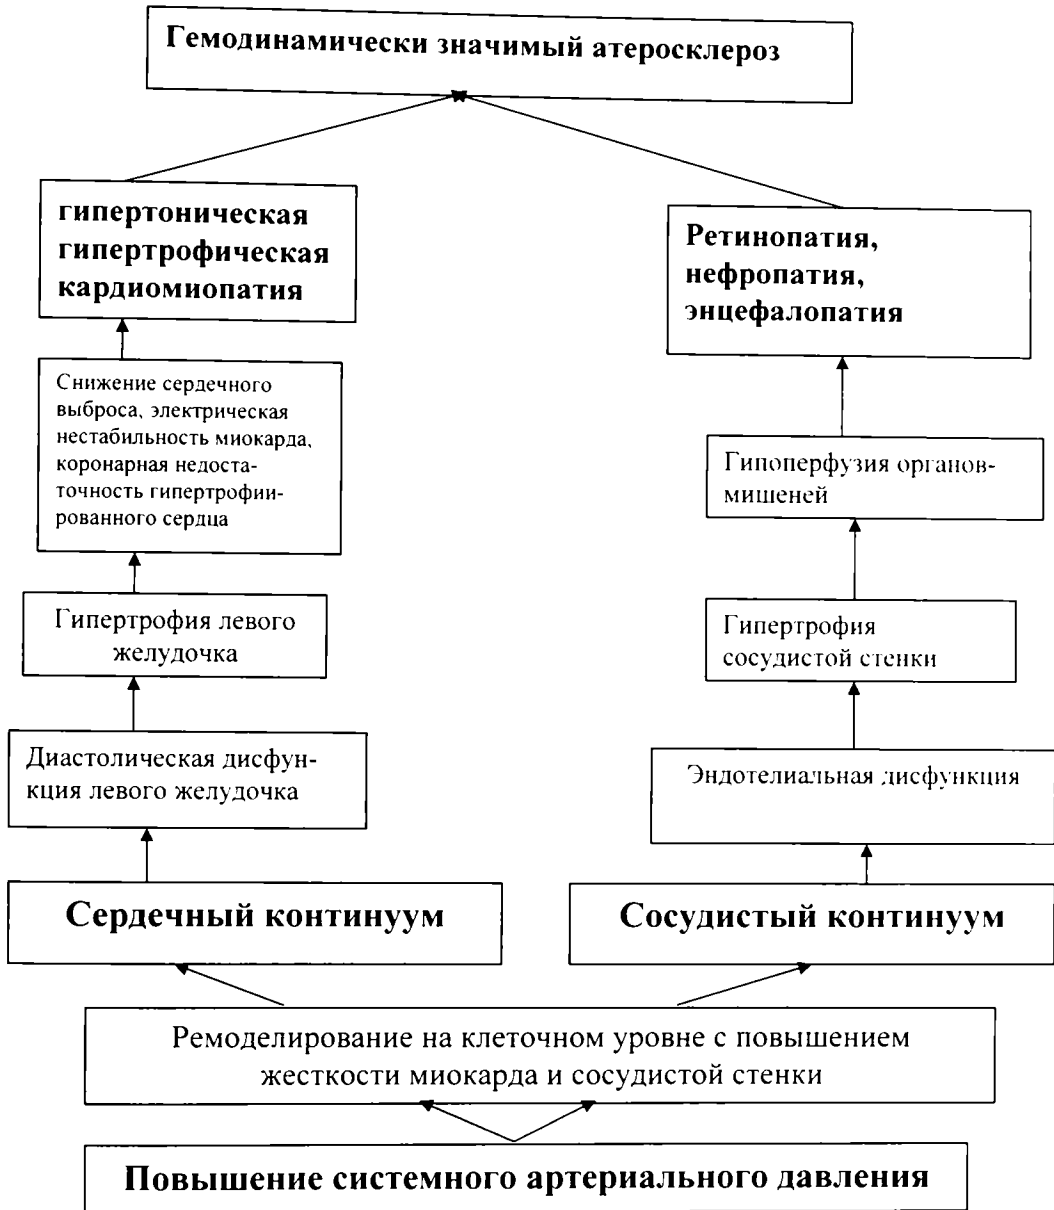 Гемодинамически значимый атеросклероз
гипертоническая
гипертрофическая
кардиомиопатия
Ретинопатия,
нефропатия,
энцефалопатия
Снижение сердечного
выброса, электрическая
нестабильность миокарда,
коронарная недоста-
точность гипертрофии-
рованного сердца
Гипоперфузия органов-
мишеней
Гипертрофия левого
желудочка
Гипертрофия
сосудистой стенки
Диастолическая дисфун-
кция левого желудочка
Эндотелиальная дисфункция
Сердечный континуум
Сосудистый континуум
Ремоделирование на клеточном уровне с повышением
жесткости миокарда и сосудистой стенки
Повышение системного артериального давления